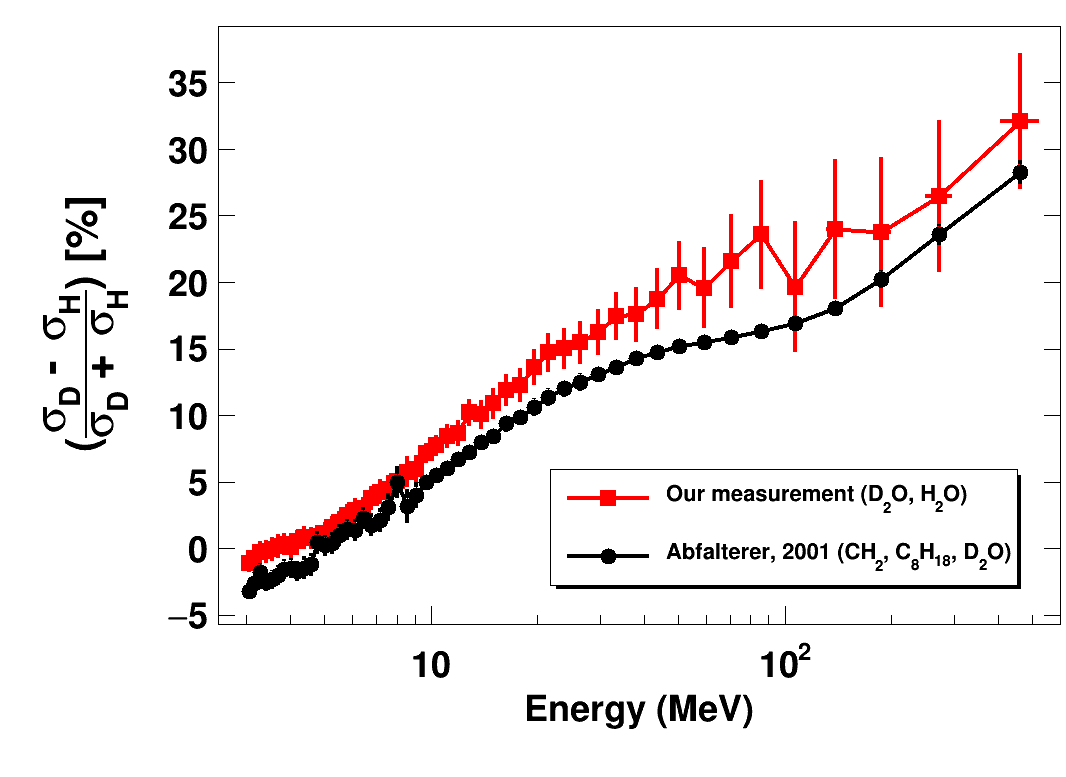 35
30
25
20
15
10
5
0
−5
(σD - σH / σD + σH) [%]
Our measurement (D2O, H2O)
Abfalterer, 2001 (CH2, C8H18, D2O)
10
10²
Energy (MeV)